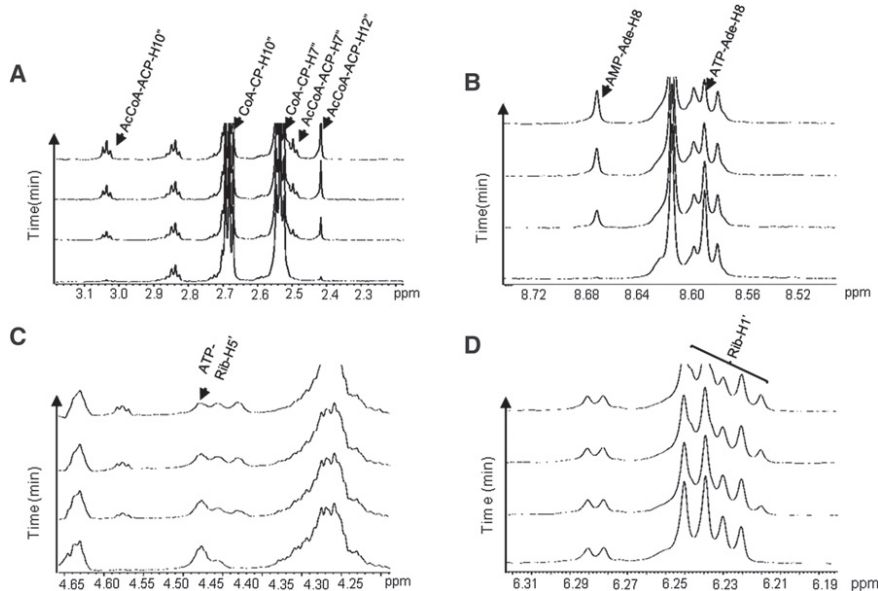 A
AcCoA-ACP-H10"
CoA-CP-H10"
CoA-CP-H7"
AcCoA-ACP-H7"
AcCoA-ACP-H12"
Time(min)
3.1 3.0 2.9 2.8 2.7 2.6 2.5 2.4 2.3 ppm
B
AMP-Ade-H8
ATP-Ade-H8
Time(min)
8.72 8.68 8.64 8.60 8.56 8.52 ppm
C
ATP-
Rib-H5'
Time (min)
4.65 4.60 4.55 4.50 4.45 4.40 4.35 4.30 4.25 ppm
D
Rib-H1'
Time (min)
6.31 6.29 6.27 6.25 6.23 6.21 6.19
ppm